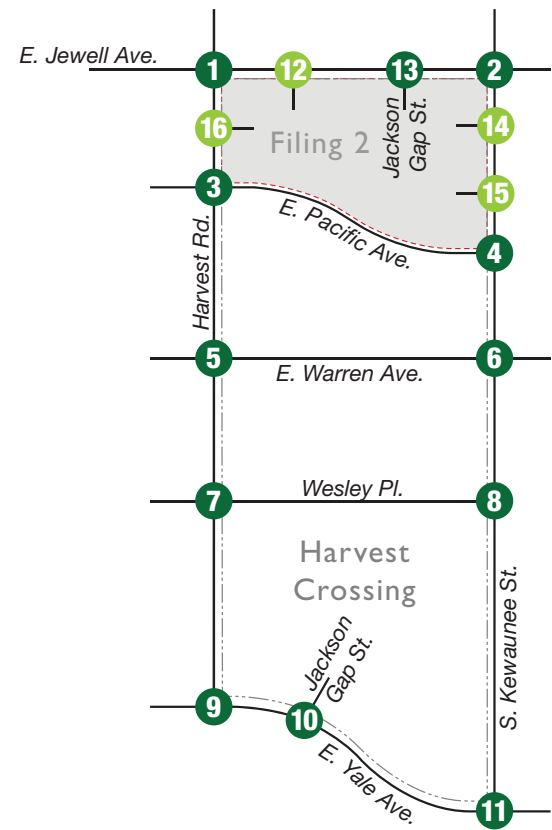 E. Jewell Ave.
1
12
13
2
16
Filing 2
Jackson
Gap St.
14
15
3
E. Pacific Ave.
4
Harvest Rd.
5
E. Warren Ave.
6
7
Wesley Pl.
8
Harvest
Crossing
Jackson
Gap St.
S. Kewaunee St.
9
10
E. Yale Ave.
11